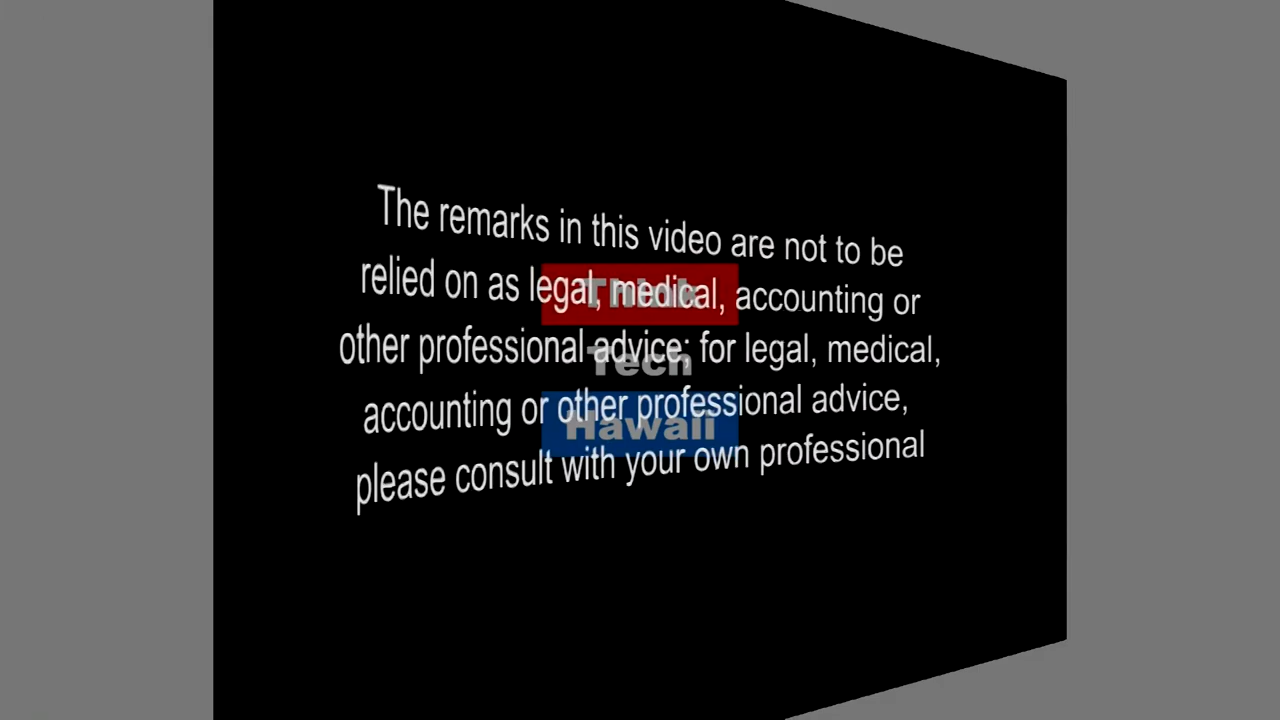 The remarks in this video are not to be
relied on as legal, medical, accounting or
other professional advice; for legal, medical,
accounting or other professional advice,
please consult with your own professional
Think
Tech
Hawaii